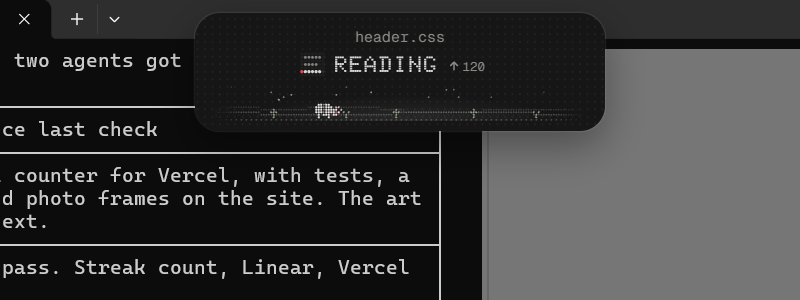 header.css
READING ↑120
two agents got
ce last check
counter for Vercel, with tests, a
d photo frames on the site. The art
ext.
pass. Streak count, Linear, Vercel